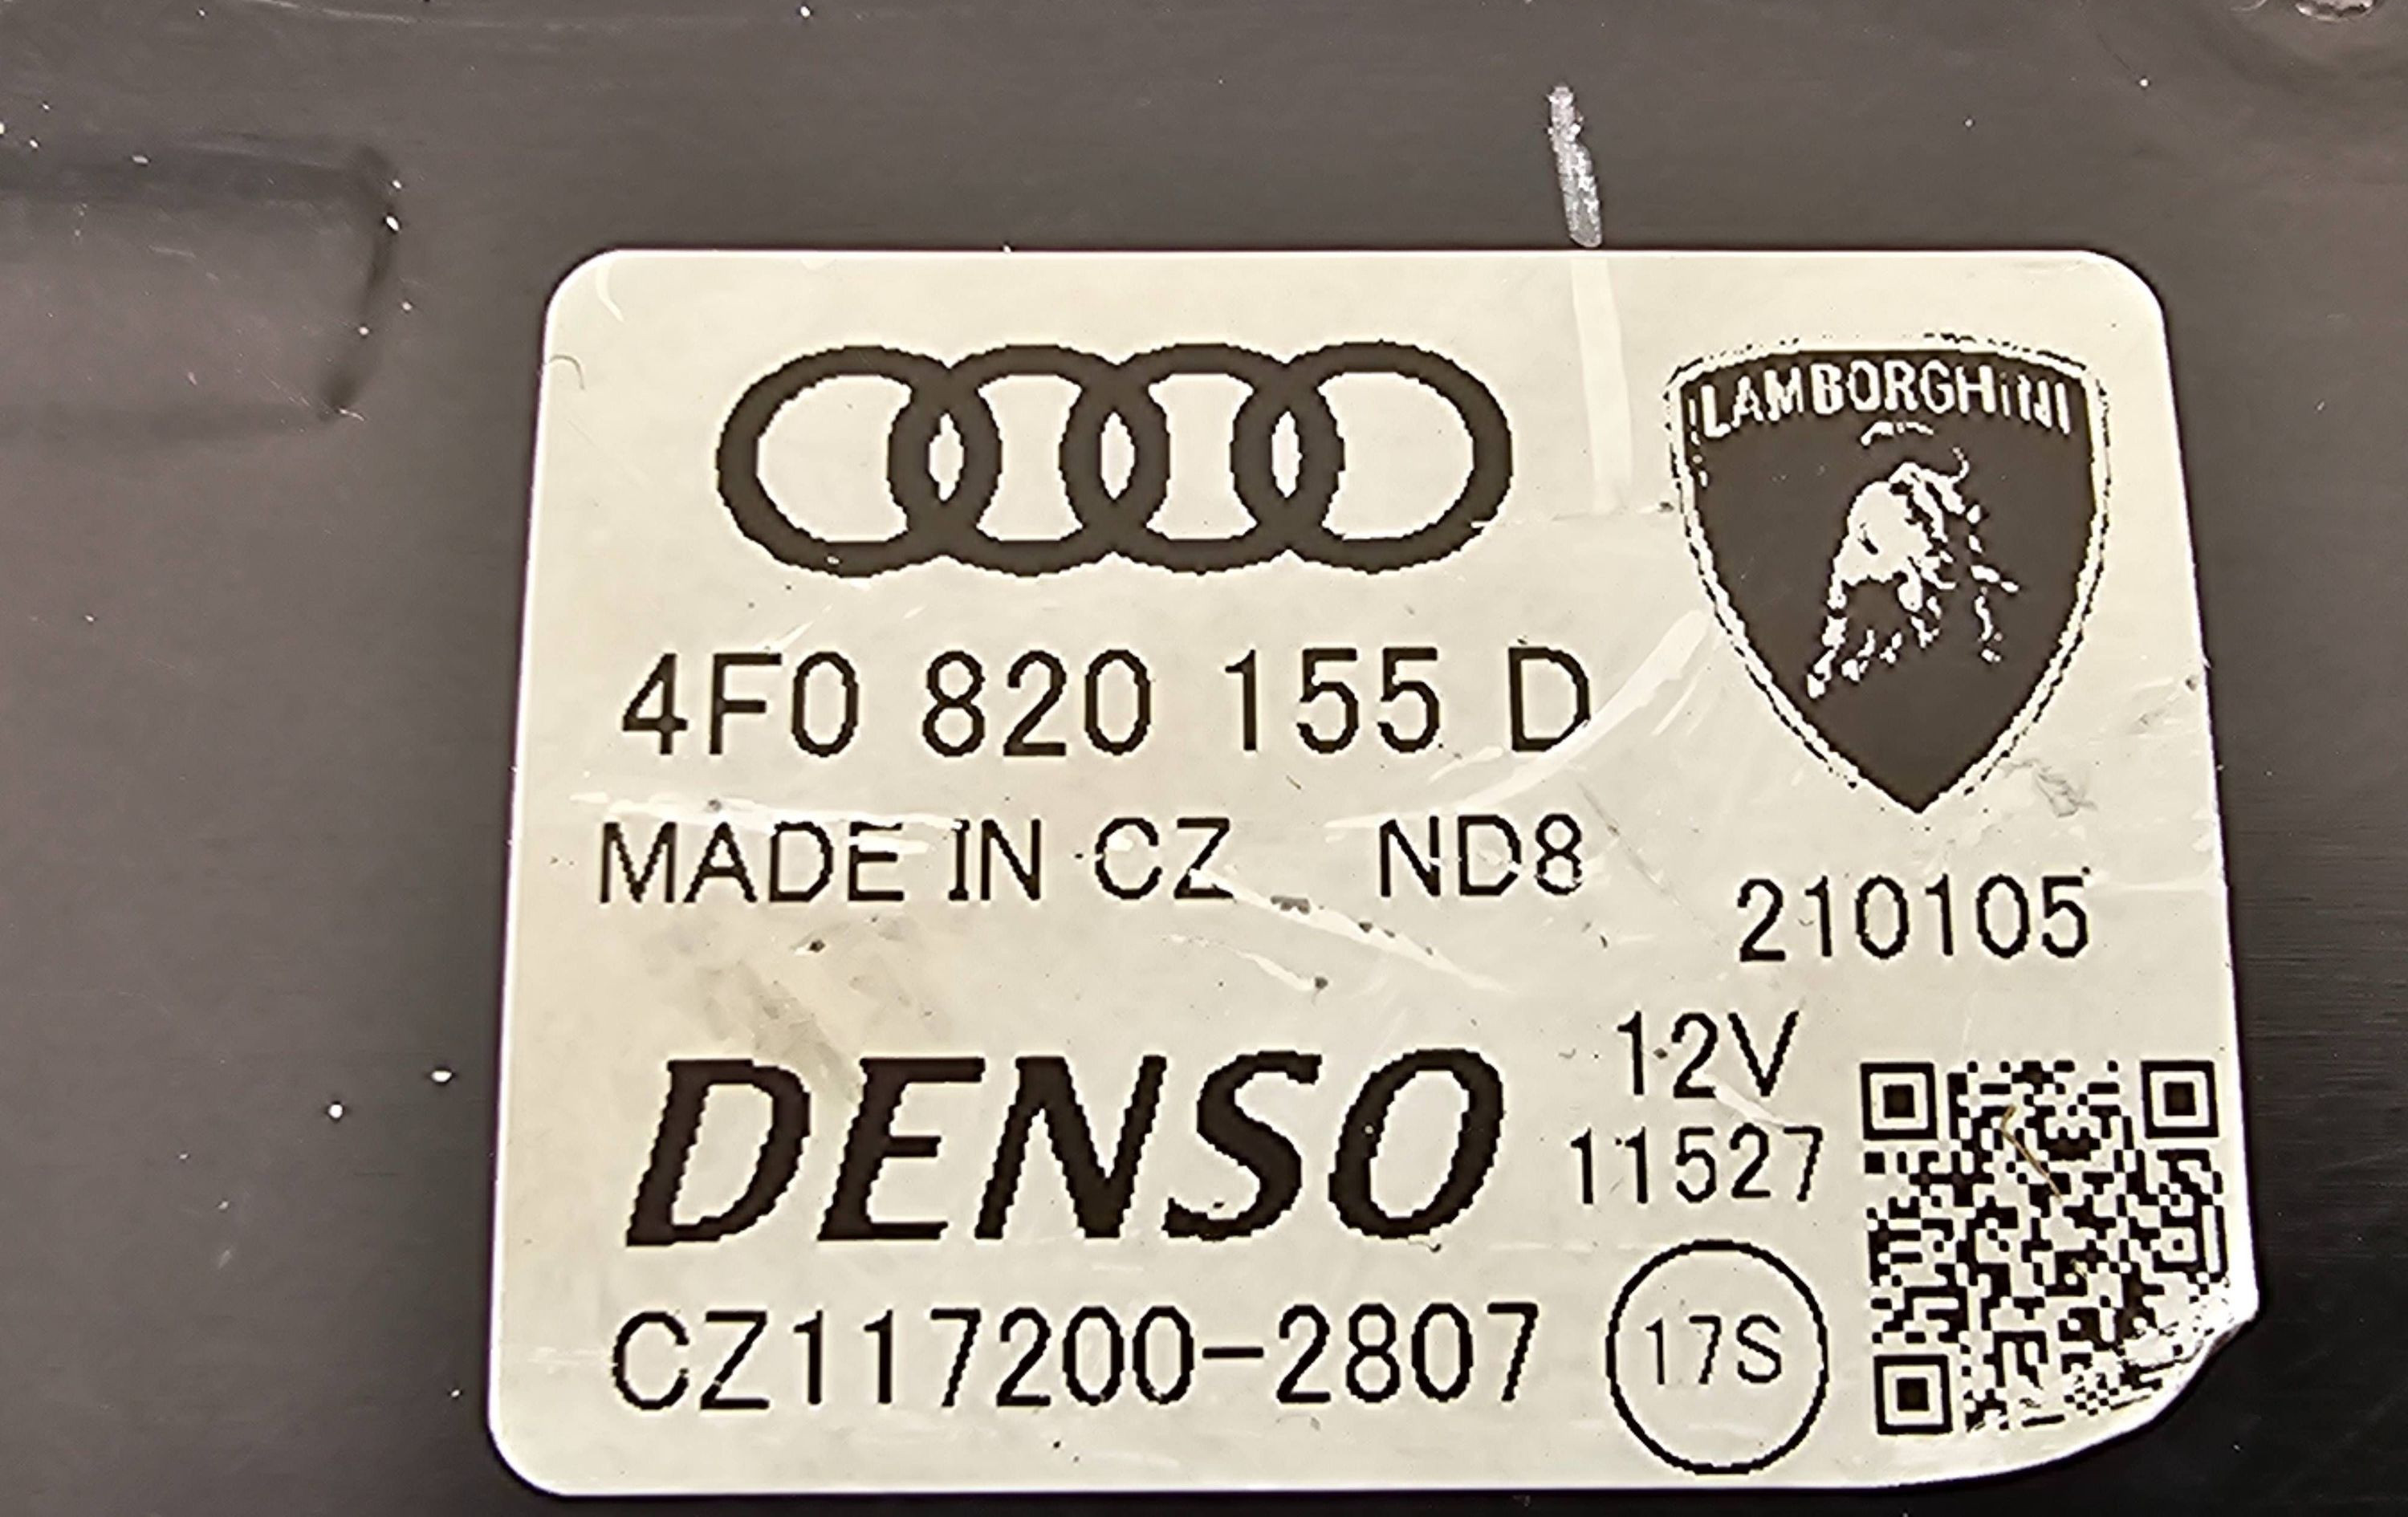 LAMBORGHINI
4F0 820 155 D
MADE IN CZ ND8
210105
DENSO
12V
11527
CZ117200-2807
17S